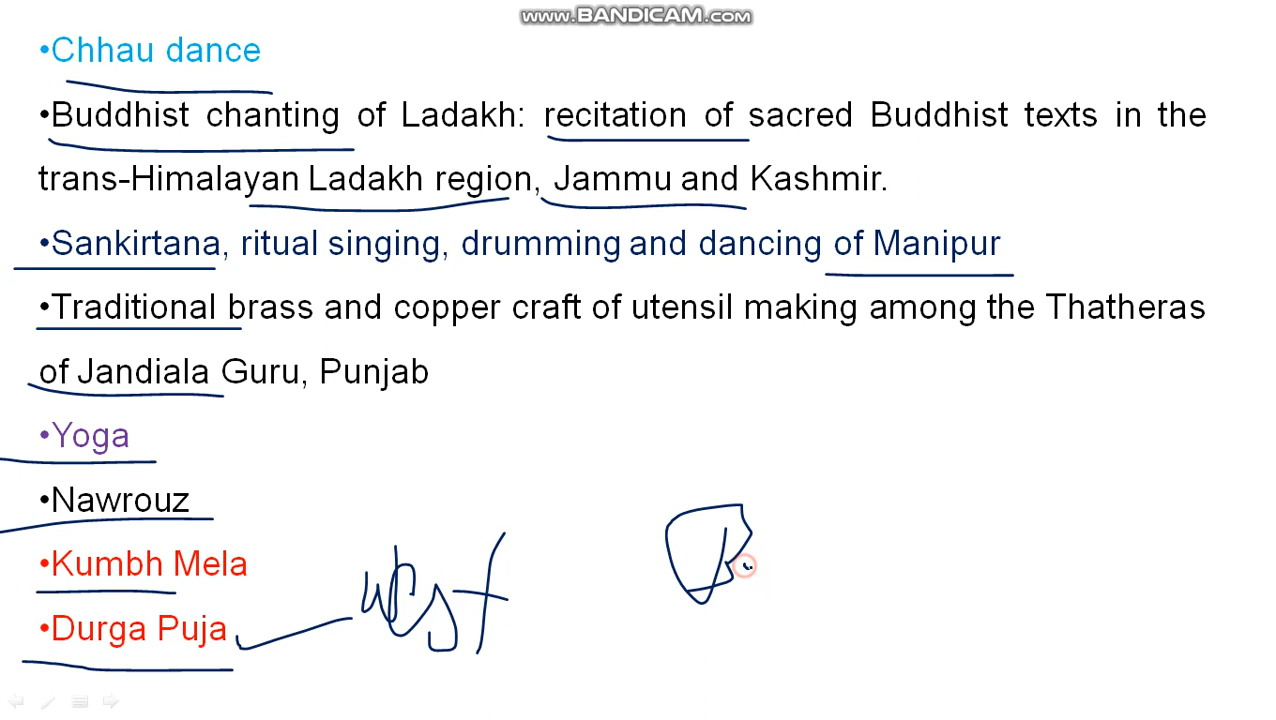 www.BANDICAM.com
•Chhau dance
•Buddhist chanting of Ladakh: recitation of sacred Buddhist texts in the
trans-Himalayan Ladakh region, Jammu and Kashmir.
•Sankirtana, ritual singing, drumming and dancing of Manipur
•Traditional brass and copper craft of utensil making among the Thatheras
of Jandiala Guru, Punjab
•Yoga
•Nawrouz
•Kumbh Mela
•Durga Puja
west